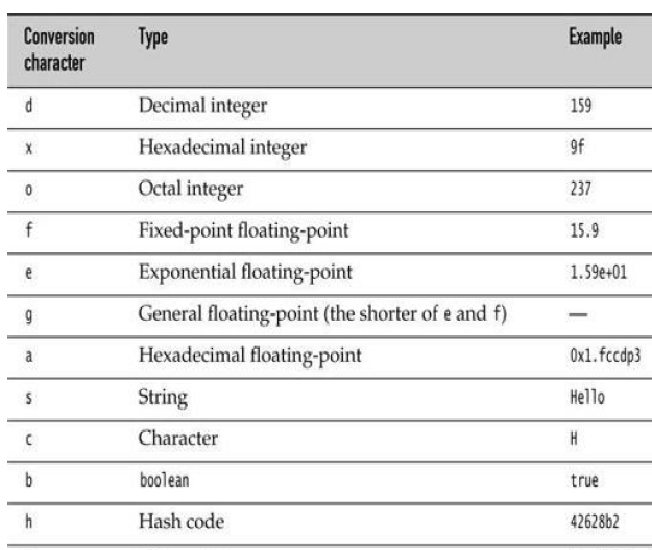 Conversion character Type Example
d Decimal integer 159
x Hexadecimal integer 9f
o Octal integer 237
f Fixed-point floating-point 15.9
e Exponential floating-point 1.59e+01
g General floating-point (the shorter of e and f) —
a Hexadecimal floating-point 0x1.fccdp3
s String Hello
c Character H
b boolean true
h Hash code 42628b2